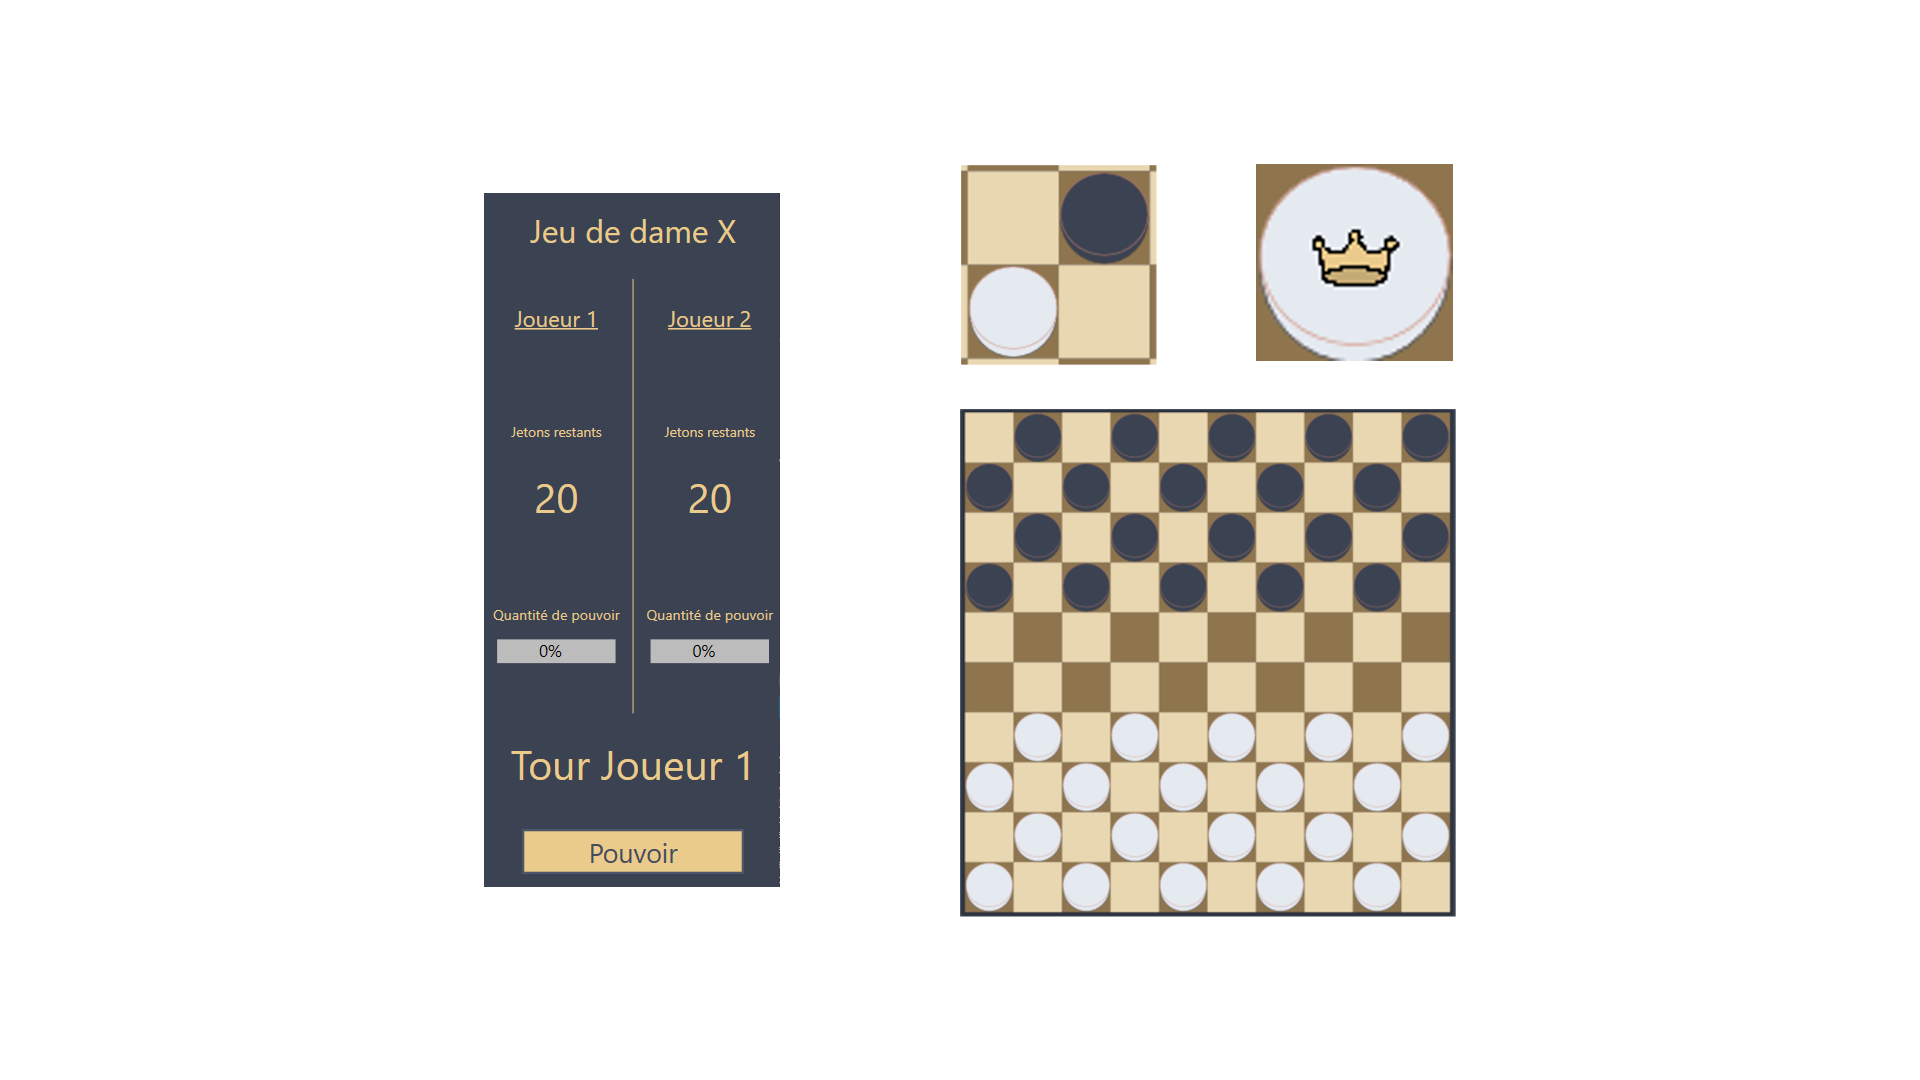 Jeu de dame X
Joueur 1 Joueur 2
Jetons restants Jetons restants
20 20
Quantité de pouvoir Quantité de pouvoir
0% 0%
Tour Joueur 1
Pouvoir